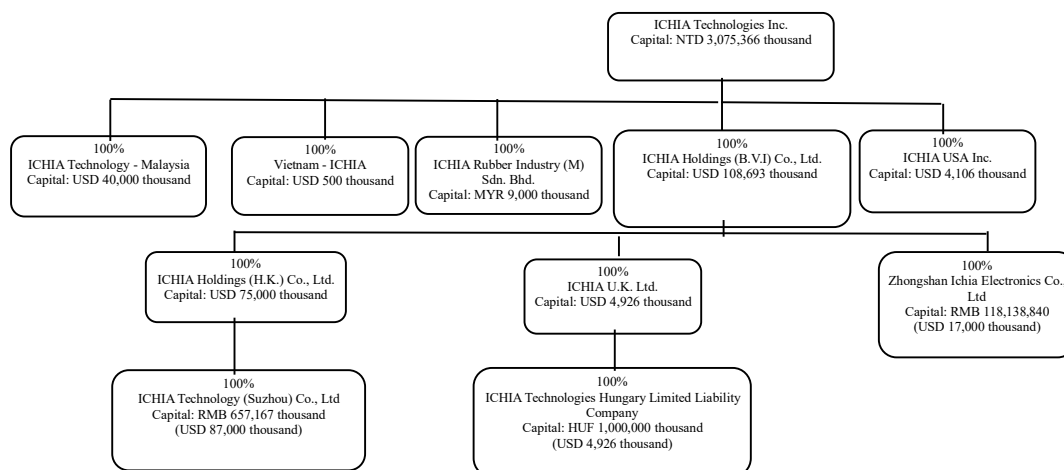 ICHIA Technologies Inc.
Capital: NTD 3,075,366 thousand
100%
ICHIA Technology - Malaysia
Capital: USD 40,000 thousand
100%
Vietnam - ICHIA
Capital: USD 500 thousand
100%
ICHIA Rubber Industry (M)
Sdn. Bhd.
Capital: MYR 9,000 thousand
100%
ICHIA Holdings (B.V.I) Co., Ltd.
Capital: USD 108,693 thousand
100%
ICHIA USA Inc.
Capital: USD 4,106 thousand
100%
ICHIA Holdings (H.K.) Co., Ltd.
Capital: USD 75,000 thousand
100%
ICHIA U.K. Ltd.
Capital: USD 4,926 thousand
100%
Zhongshan Ichia Electronics Co.,
Ltd
Capital: RMB 118,138,840
(USD 17,000 thousand)
100%
ICHIA Technology (Suzhou) Co., Ltd
Capital: RMB 657,167 thousand
(USD 87,000 thousand)
100%
ICHIA Technologies Hungary Limited Liability
Company
Capital: HUF 1,000,000 thousand
(USD 4,926 thousand)